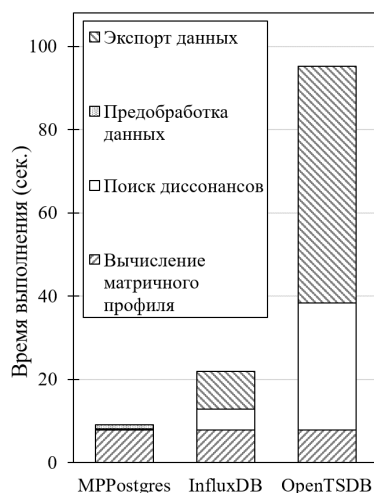 Время выполнения (сек.)
100
80
60
40
20
0
Экспорт данных
Предобработка
данных
Поиск диссонансов
Вычисление
матричного
профиля
MPPostgres InfluxDB OpenTSDB